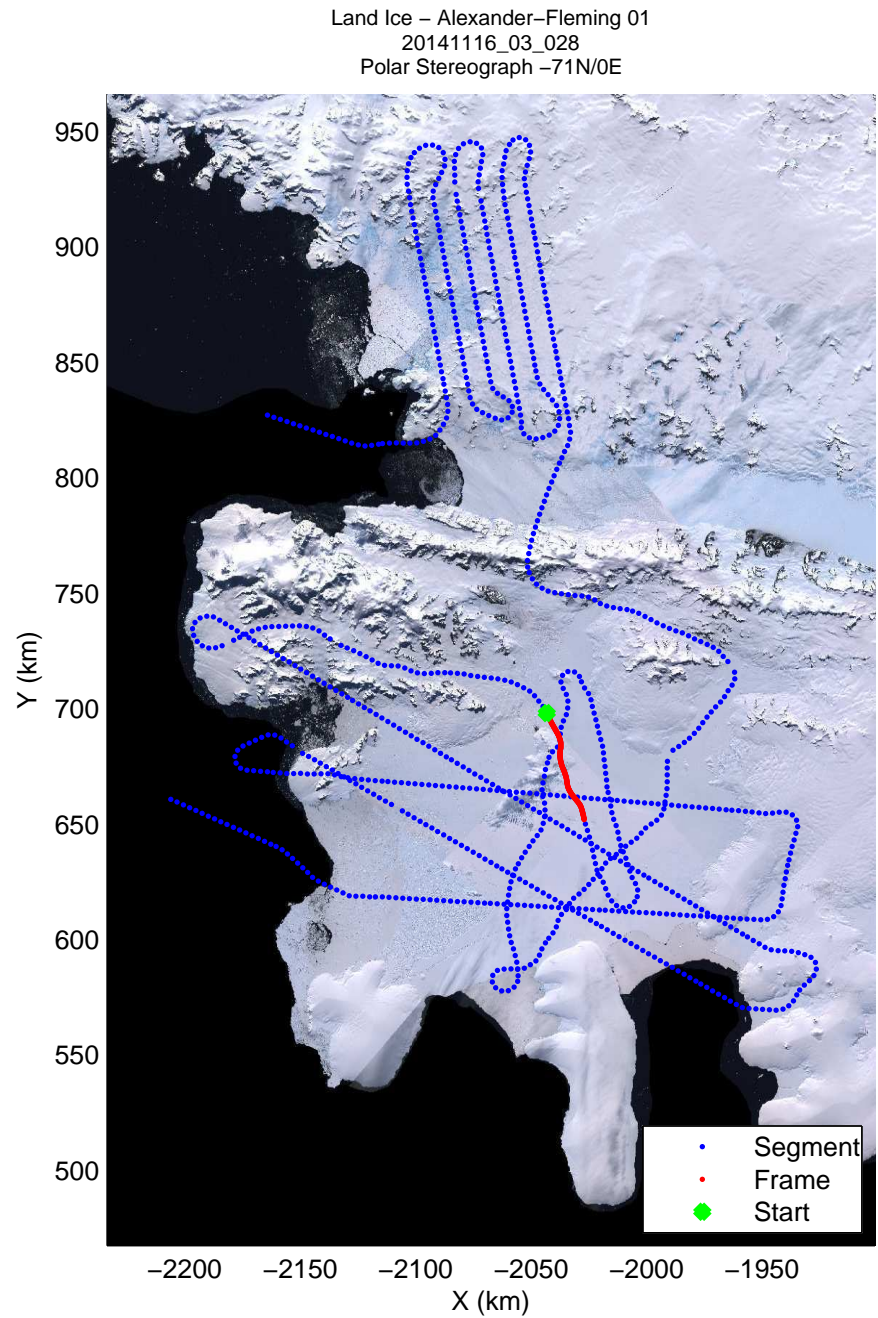 Land Ice – Alexander–Fleming 01
20141116_03_028
Polar Stereograph –71N/0E
950
900
850
800
750
700
650
600
550
500
Y (km)
–2200
–2150
–2100
–2050
–2000
–1950
X (km)
Segment
Frame
Start